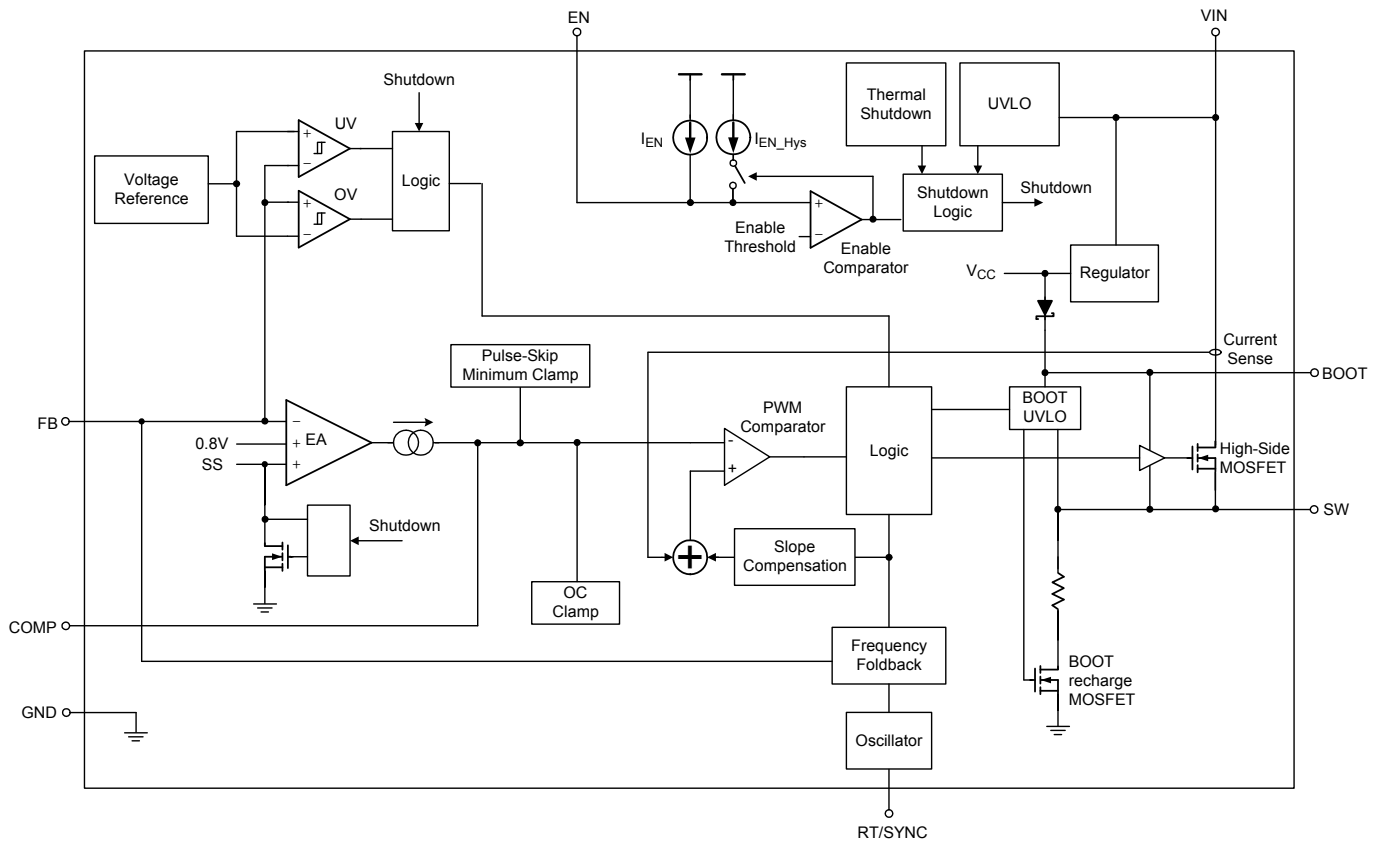 EN
VIN
Shutdown
UV
+
−
Voltage
Reference
Logic
OV
+
−
I_EN
I_EN_Hys
Thermal
Shutdown
UVLO
Shutdown
Logic
Shutdown
Enable
Threshold
+
−
Enable
Comparator
V_CC
Regulator
Current
Sense
BOOT
Pulse-Skip
Minimum Clamp
BOOT
UVLO
FB
−
0.8V
+
EA
SS
+
PWM
Comparator
-
+
Logic
High-Side
MOSFET
SW
Shutdown
+
Slope
Compensation
OC
Clamp
COMP
Frequency
Foldback
BOOT
recharge
MOSFET
GND
Oscillator
RT/SYNC